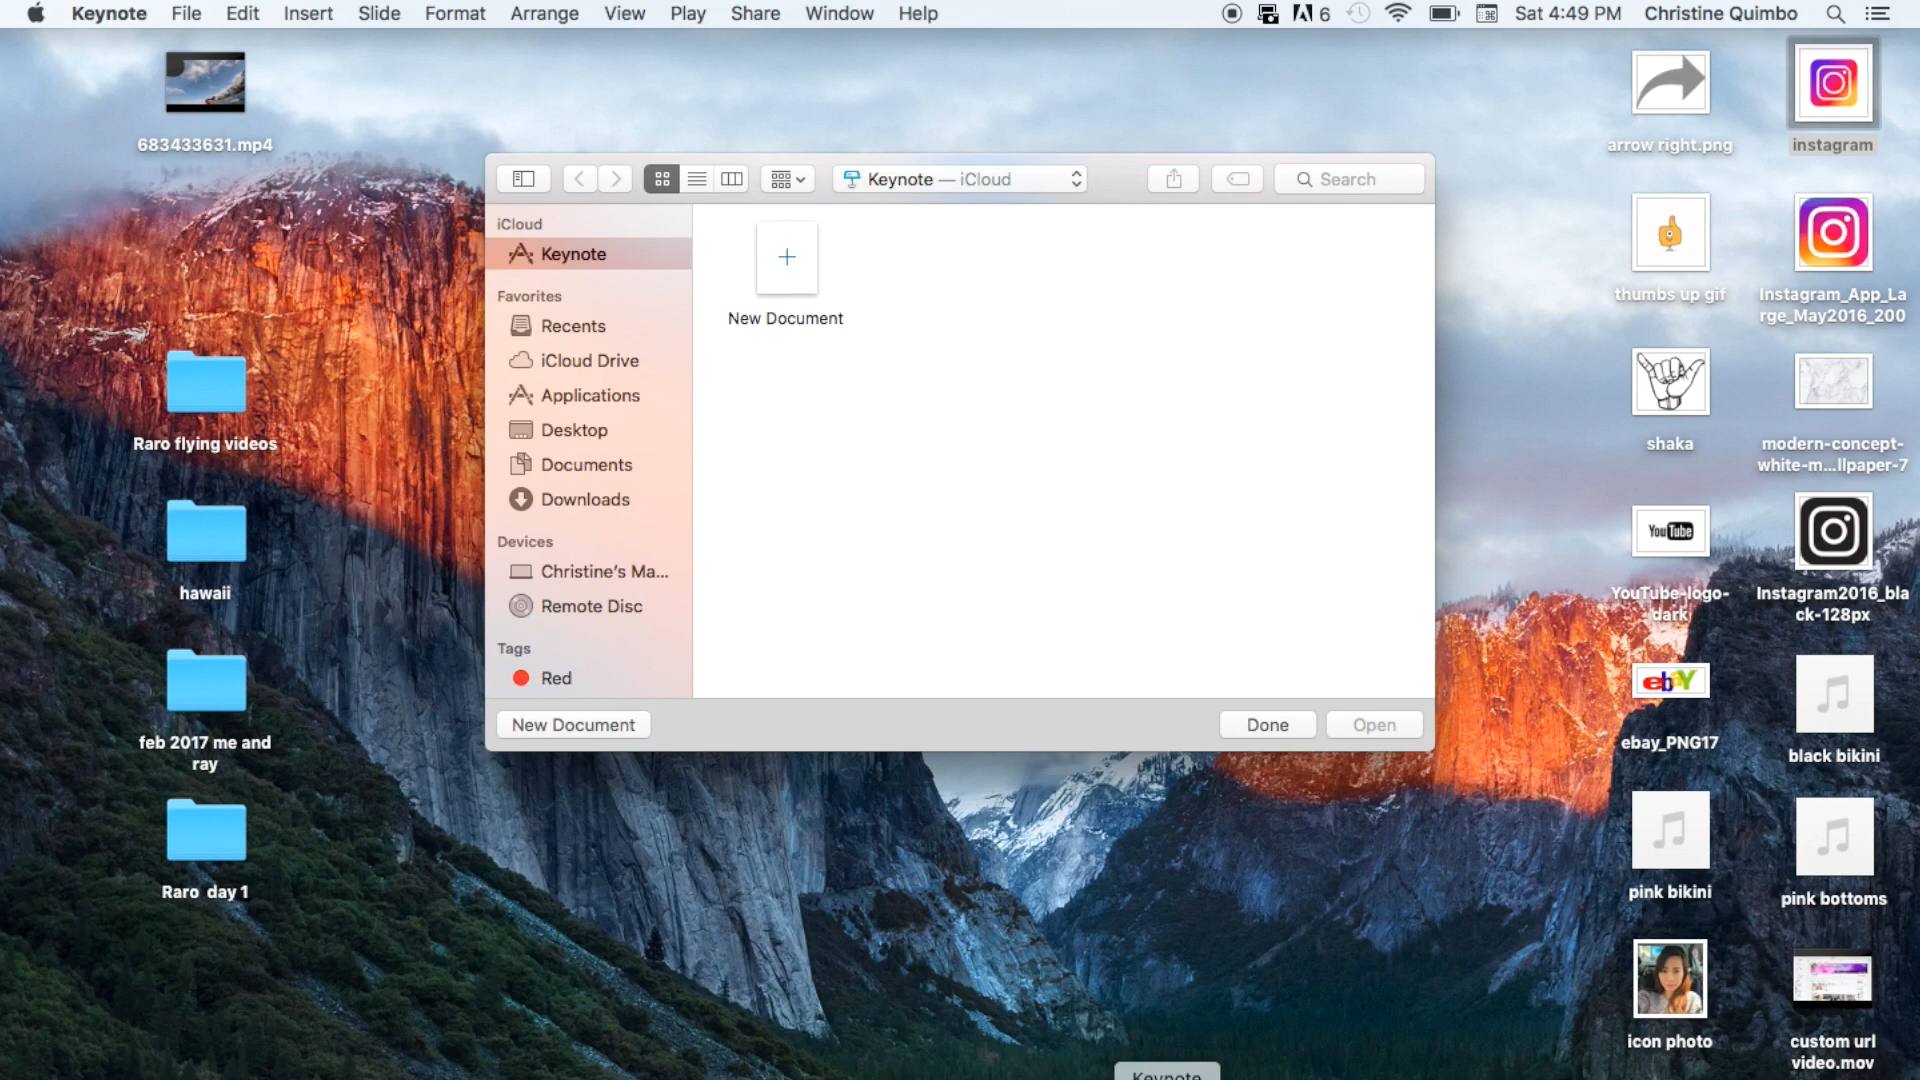 Keynote File Edit Insert Slide Format Arrange View Play Share Window Help 6 Sat 4:49 PM Christine Quimbo
683433631.mp4
Raro flying videos
hawaii
feb 2017 me and
ray
Raro day 1
Keynote — iCloud
Search
iCloud
Keynote
Favorites
Recents
iCloud Drive
Applications
Desktop
Documents
Downloads
Devices
Christine's Ma...
Remote Disc
Tags
Red
New Document
New Document
Done
Open
arrow right.png
instagram
thumbs up gif
Instagram_App_La
rge_May2016_200
shaka
modern-concept-
white-m...llpaper-7
You Tube
YouTube-logo-
dark
Instagram2016_bla
ck-128px
ebay
ebay_PNG17
black bikini
pink bikini
pink bottoms
icon photo
custom url
video.mov
Keynote